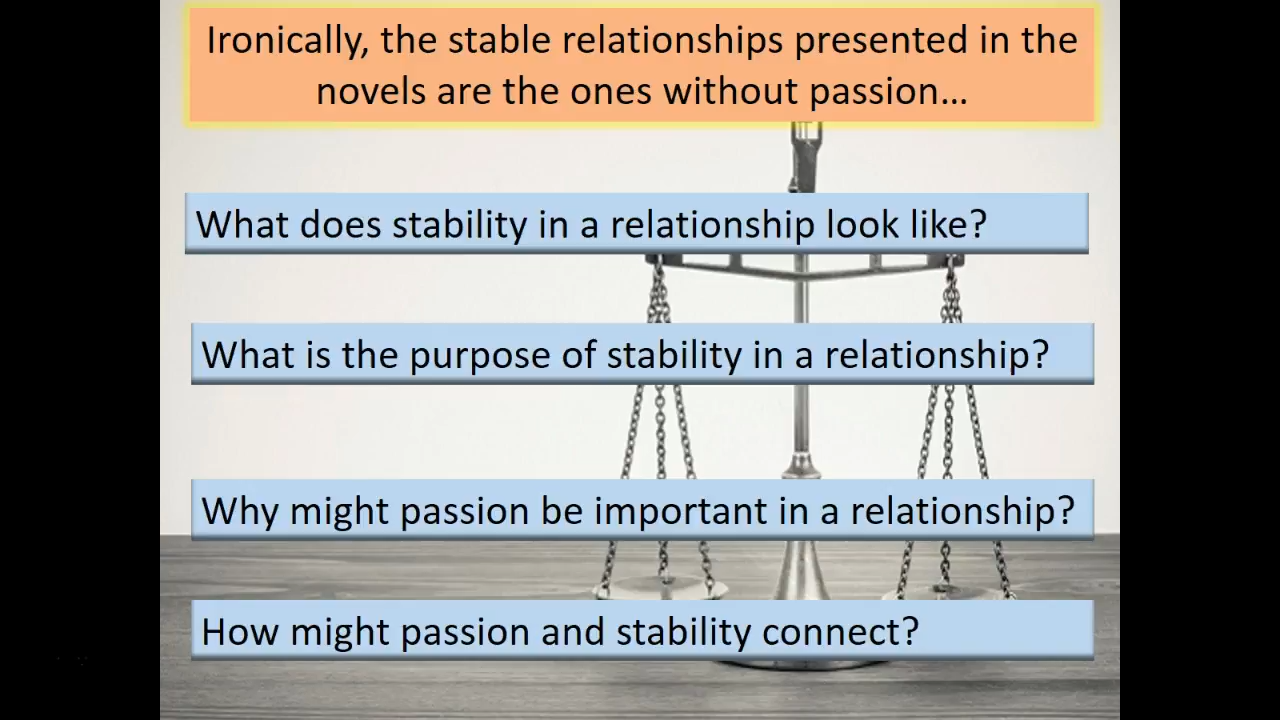 Ironically, the stable relationships presented in the
novels are the ones without passion…
What does stability in a relationship look like?
What is the purpose of stability in a relationship?
Why might passion be important in a relationship?
How might passion and stability connect?